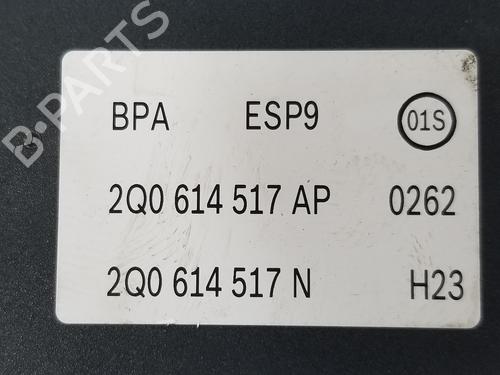 B-PARTS
BPA ESP9 01S
2Q0 614 517 AP 0262
2Q0 614 517 N H23